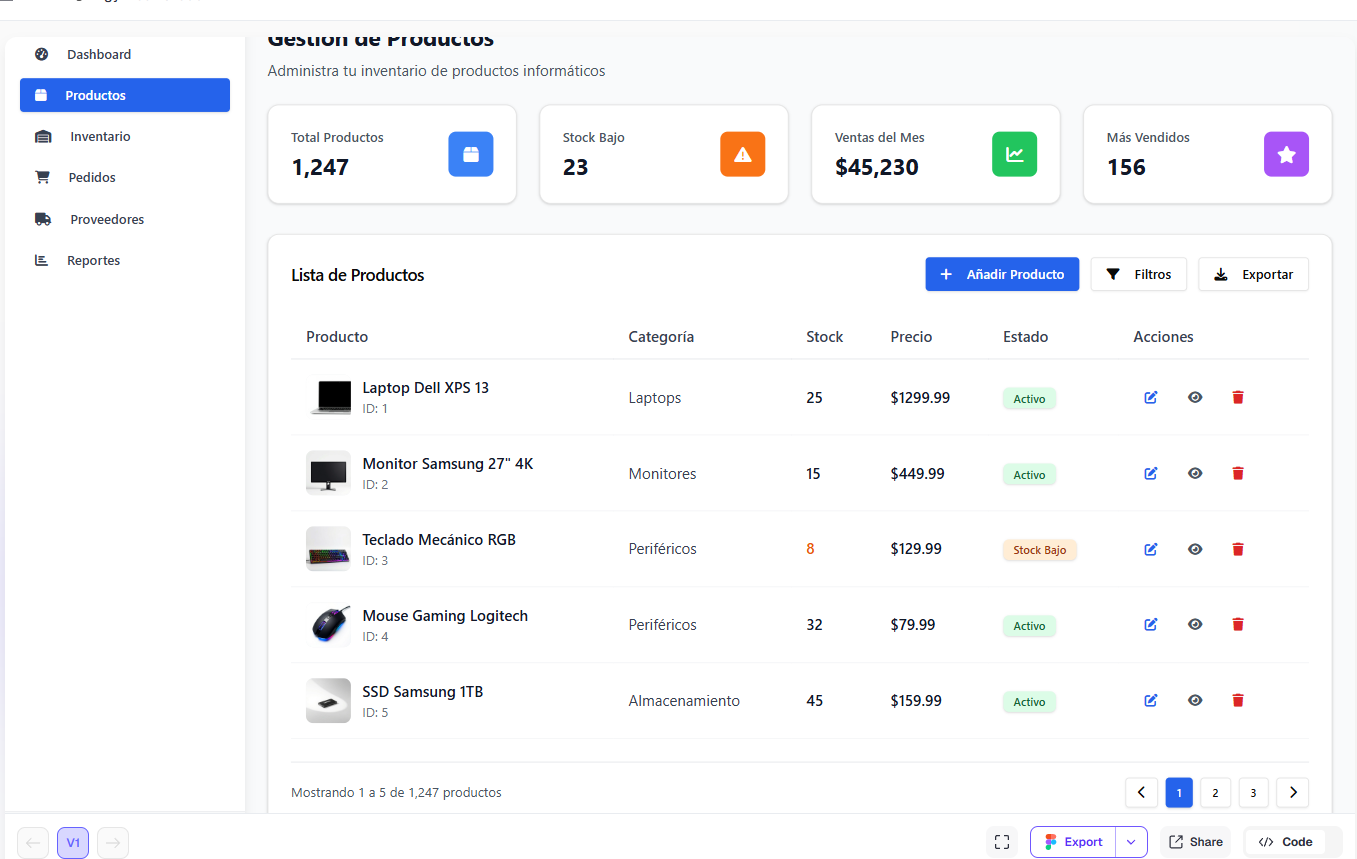 Gestión de Productos
Dashboard
Administra tu inventario de productos informáticos
Productos
Inventario
Pedidos
Proveedores
Reportes
Total Productos
1,247
Stock Bajo
23
Ventas del Mes
$45,230
Más Vendidos
156
Lista de Productos
Añadir Producto
Filtros
Exportar
Producto Categoría Stock Precio Estado Acciones
Laptop Dell XPS 13
ID: 1
Laptops 25 $1299.99 Activo
Monitor Samsung 27" 4K
ID: 2
Monitores 15 $449.99 Activo
Teclado Mecánico RGB
ID: 3
Periféricos 8 $129.99 Stock Bajo
Mouse Gaming Logitech
ID: 4
Periféricos 32 $79.99 Activo
SSD Samsung 1TB
ID: 5
Almacenamiento 45 $159.99 Activo
Mostrando 1 a 5 de 1,247 productos
1 2 3
V1
Export
Share
Code